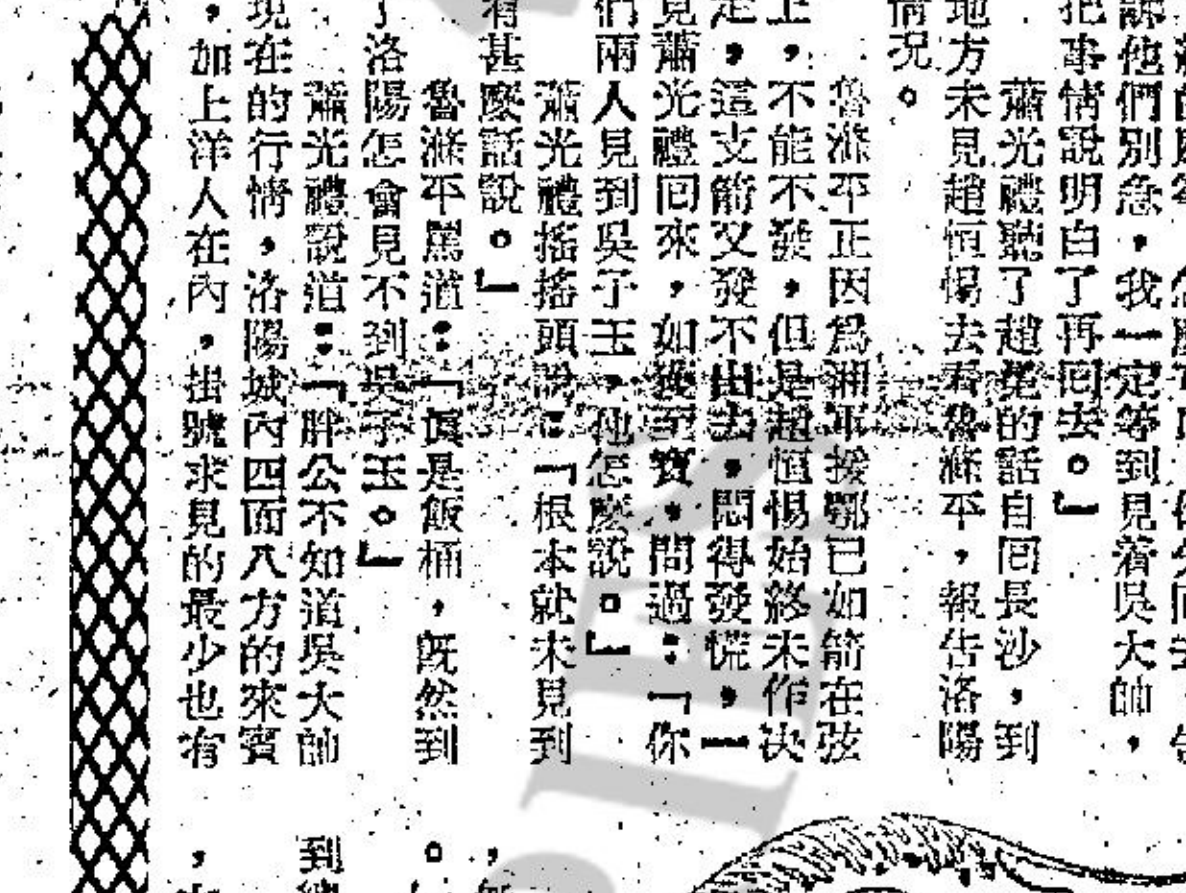 訴他們別急，我一定等到見着吳大帥，
把事情說明白了再回去。」
蕭光禮聽了趙的話自回長沙，到
地方未見趙恒惕去看魯滌平，報告洛陽
情况。
魯滌平正因爲湘軍援鄂已如箭在弦
上，不能不發，但是趙恒惕始終未作决
定，這支箭又發不出去，悶得發慌，一
見蕭光禮回來，如獲至寶，問過：「你
們兩人見到吳子玉，他怎麽說。」
蕭光禮搖搖頭說：「根本就未見到
有甚麽話說。」
魯滌平罵道：「眞是飯桶，旣然到
了洛陽怎會見不到吳子玉。」
蕭光禮說道：「胖公不知道吳大帥
現在的行情，洛陽城內四面八方的來賓
，加上洋人在內，掛號求見的最少也有
到